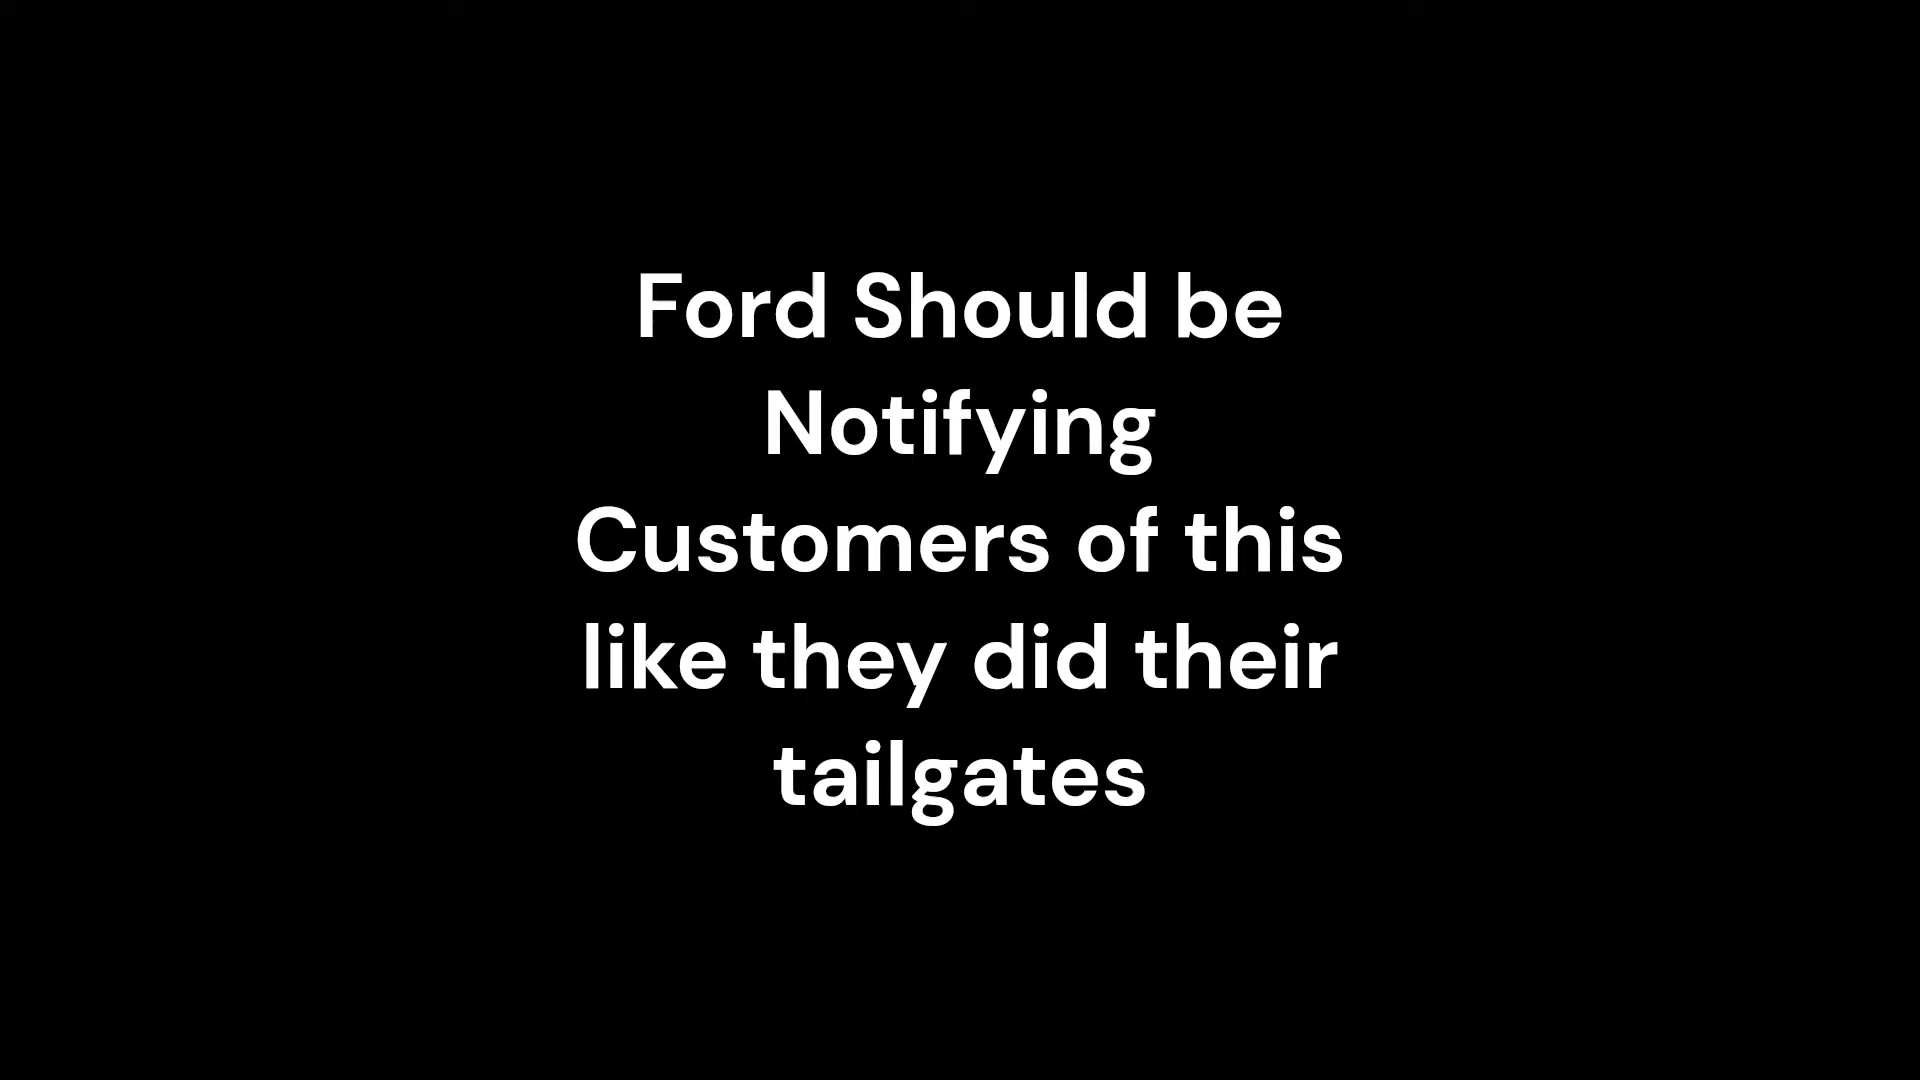 Ford Should be
Notifying
Customers of this
like they did their
tailgates